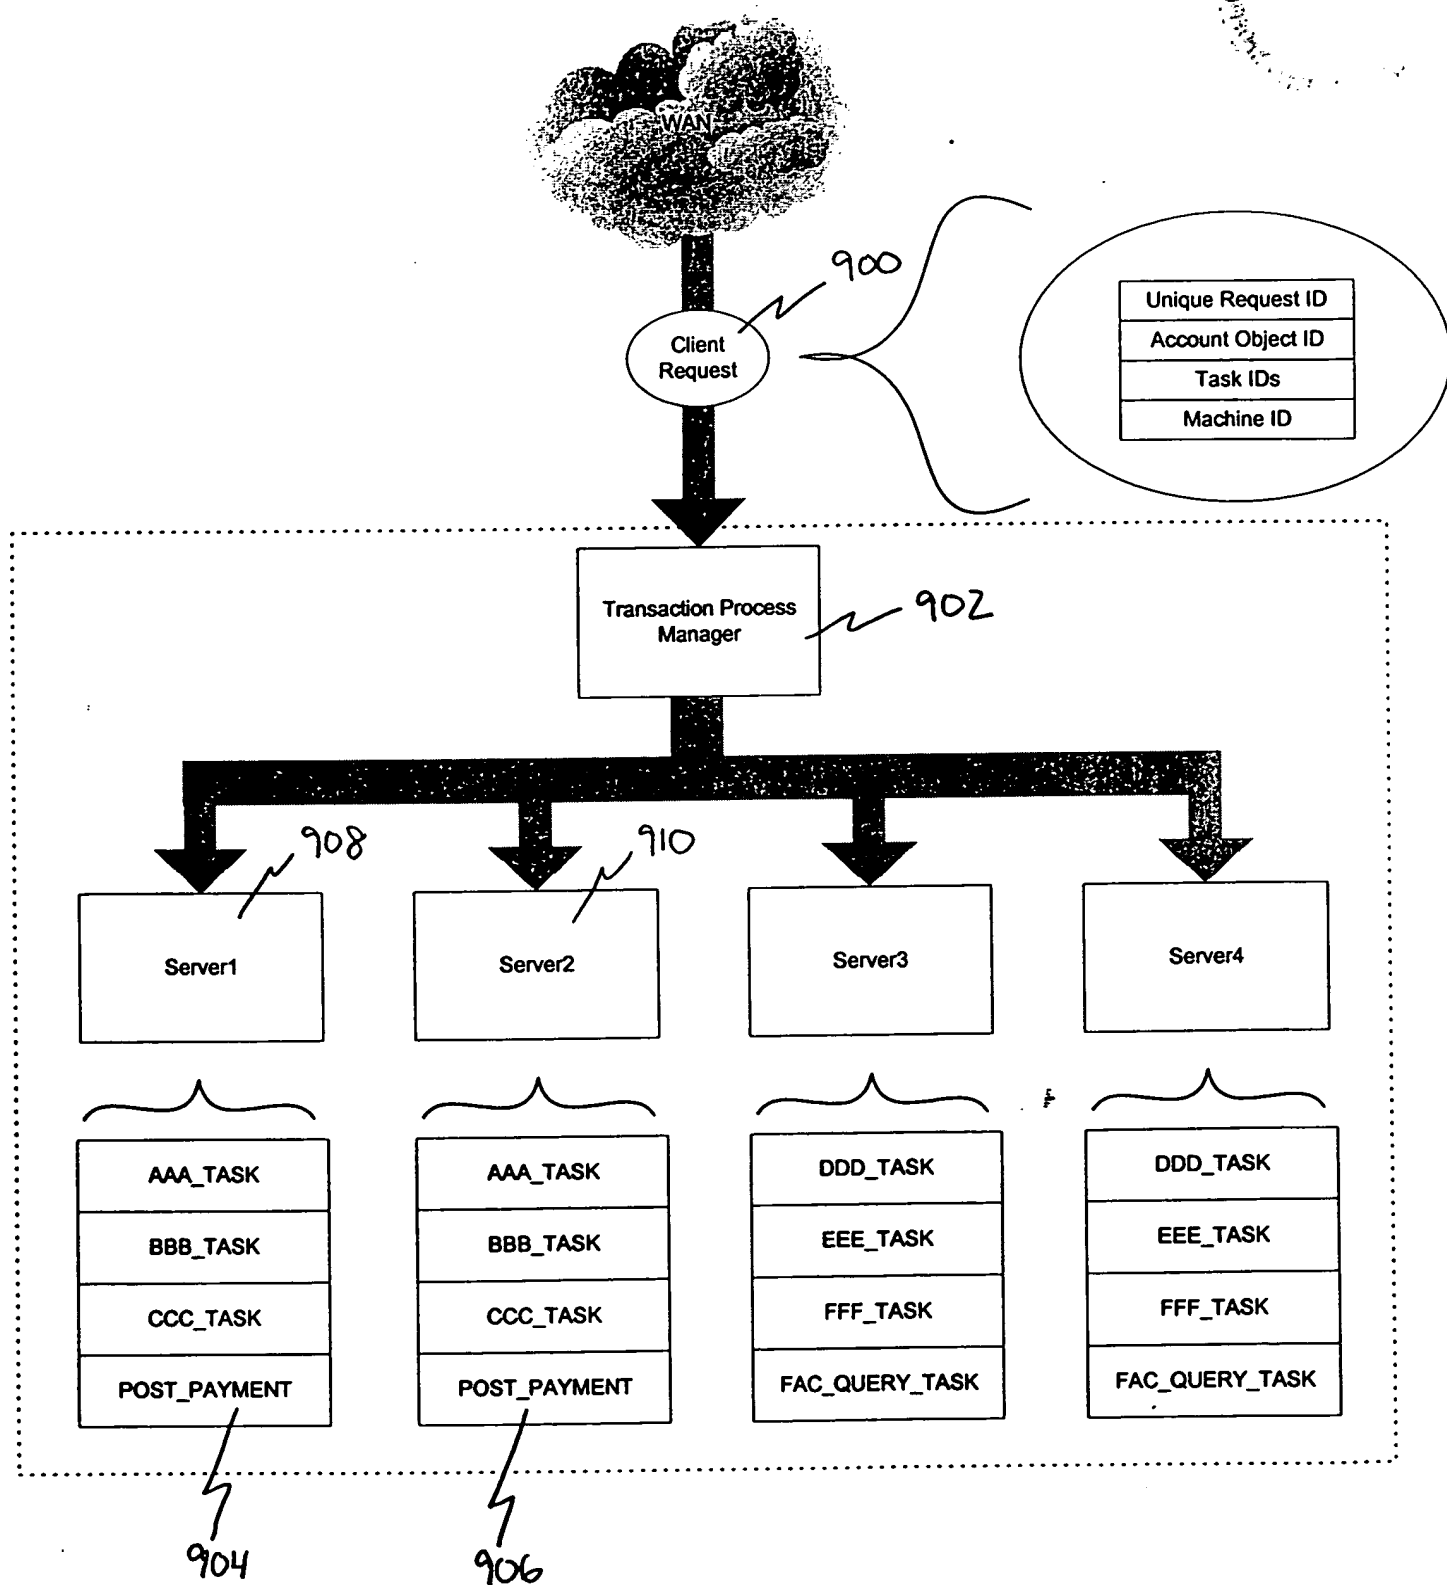 WAN
900
Client
Request
Unique Request ID
Account Object ID
Task IDs
Machine ID
Transaction Process
Manager
902
908
910
Server1
Server2
Server3
Server4
AAA_TASK
AAA_TASK
DDD_TASK
DDD_TASK
BBB_TASK
BBB_TASK
EEE_TASK
EEE_TASK
CCC_TASK
CCC_TASK
FFF_TASK
FFF_TASK
POST_PAYMENT
POST_PAYMENT
FAC_QUERY_TASK
FAC_QUERY_TASK
904
906